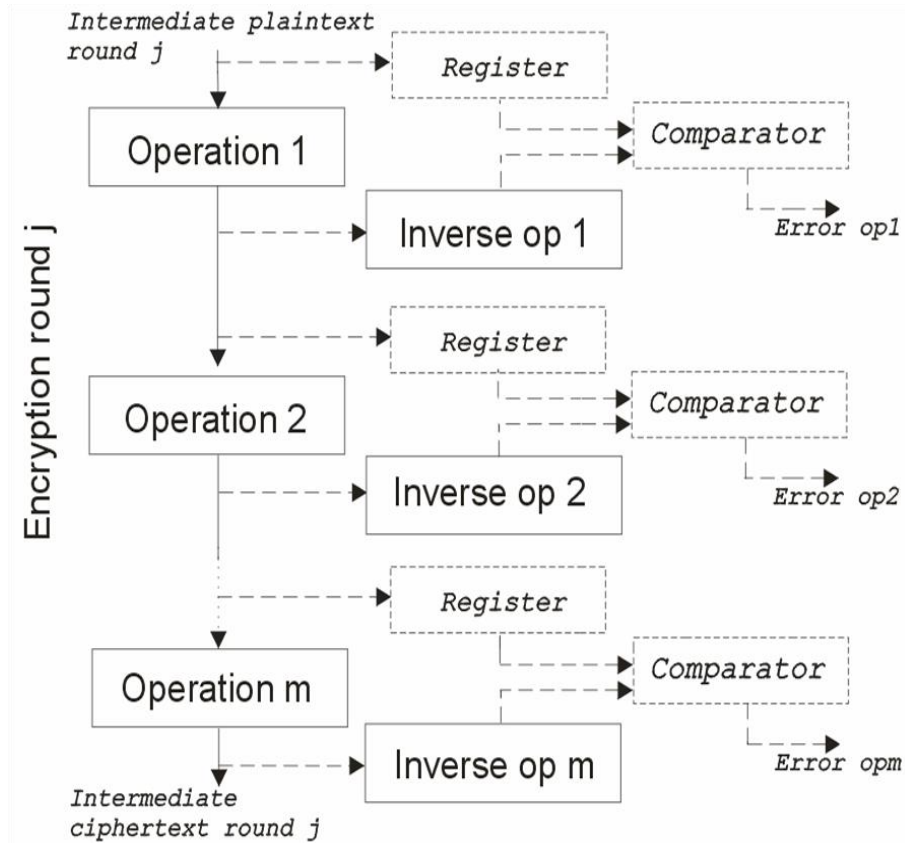 Intermediate plaintext
round j
Register
Operation 1
Comparator
Inverse op 1
Error op1
Encryption round j
Register
Operation 2
Comparator
Inverse op 2
Error op2
Register
Operation m
Comparator
Inverse op m
Error opm
Intermediate
ciphertext round j